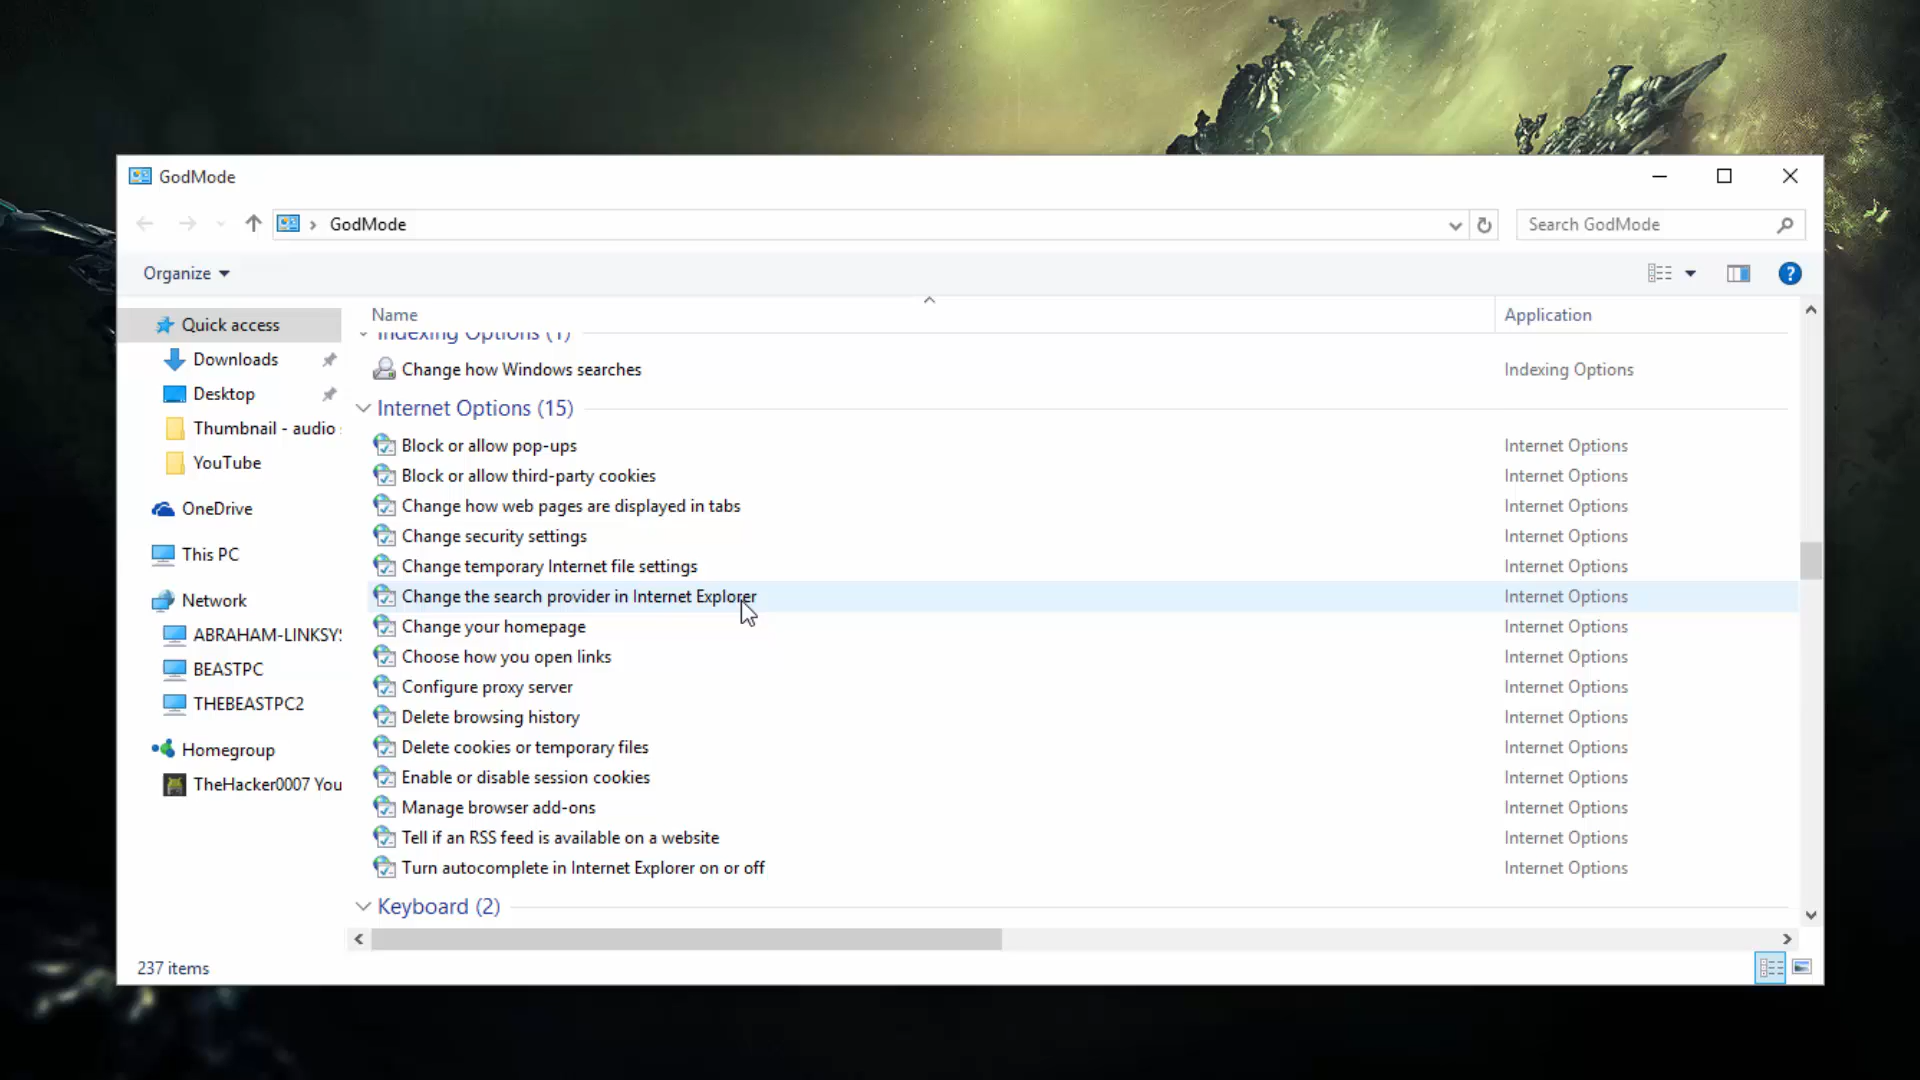 GodMode
GodMode
Search GodMode
Organize
?
Name
Application
Indexing Options (1)
Change how Windows searches
Indexing Options
Internet Options (15)
Block or allow pop-ups
Internet Options
Block or allow third-party cookies
Internet Options
Change how web pages are displayed in tabs
Internet Options
Change security settings
Internet Options
Change temporary Internet file settings
Internet Options
Change the search provider in Internet Explorer
Internet Options
Change your homepage
Internet Options
Choose how you open links
Internet Options
Configure proxy server
Internet Options
Delete browsing history
Internet Options
Delete cookies or temporary files
Internet Options
Enable or disable session cookies
Internet Options
Manage browser add-ons
Internet Options
Tell if an RSS feed is available on a website
Internet Options
Turn autocomplete in Internet Explorer on or off
Internet Options
Keyboard (2)
Quick access
Downloads
Desktop
Thumbnail - audio
YouTube
OneDrive
This PC
Network
ABRAHAM-LINKSY
BEASTPC
THEBEASTPC2
Homegroup
TheHacker0007 You
237 items